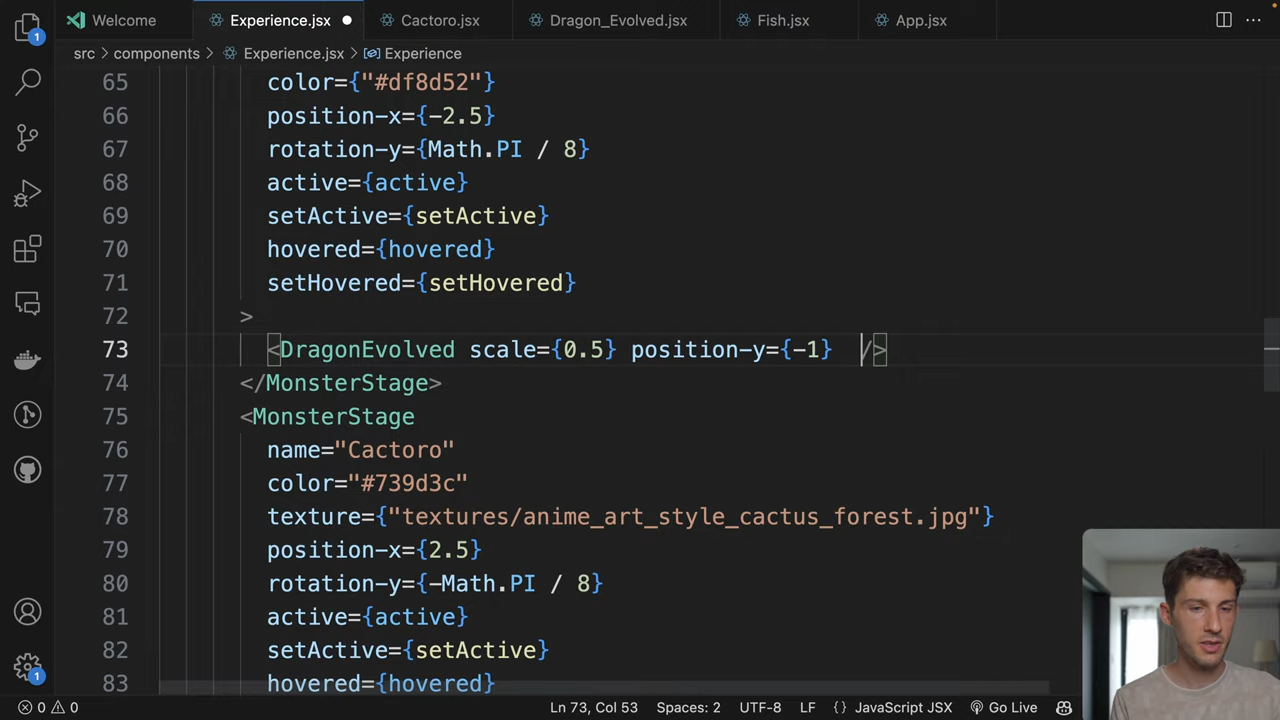 Welcome Experience.jsx Cactoro.jsx Dragon_Evolved.jsx Fish.jsx App.jsx
1
src components Experience.jsx Experience
65 color={"#df8d52"}
66 position-x={-2.5}
67 rotation-y={Math.PI / 8}
68 active={active}
69 setActive={setActive}
70 hovered={hovered}
71 setHovered={setHovered}
72 >
73 <DragonEvolved scale={0.5} position-y={-1}  />
74 </MonsterStage>
75 <MonsterStage
76 name="Cactoro"
77 color="#739d3c"
78 texture={"textures/anime_art_style_cactus_forest.jpg"}
79 position-x={2.5}
80 rotation-y={-Math.PI / 8}
81 active={active}
82 setActive={setActive}
83 hovered={hovered}
1
0 0 Ln 73, Col 53 Spaces: 2 UTF-8 LF {} JavaScript JSX Go Live